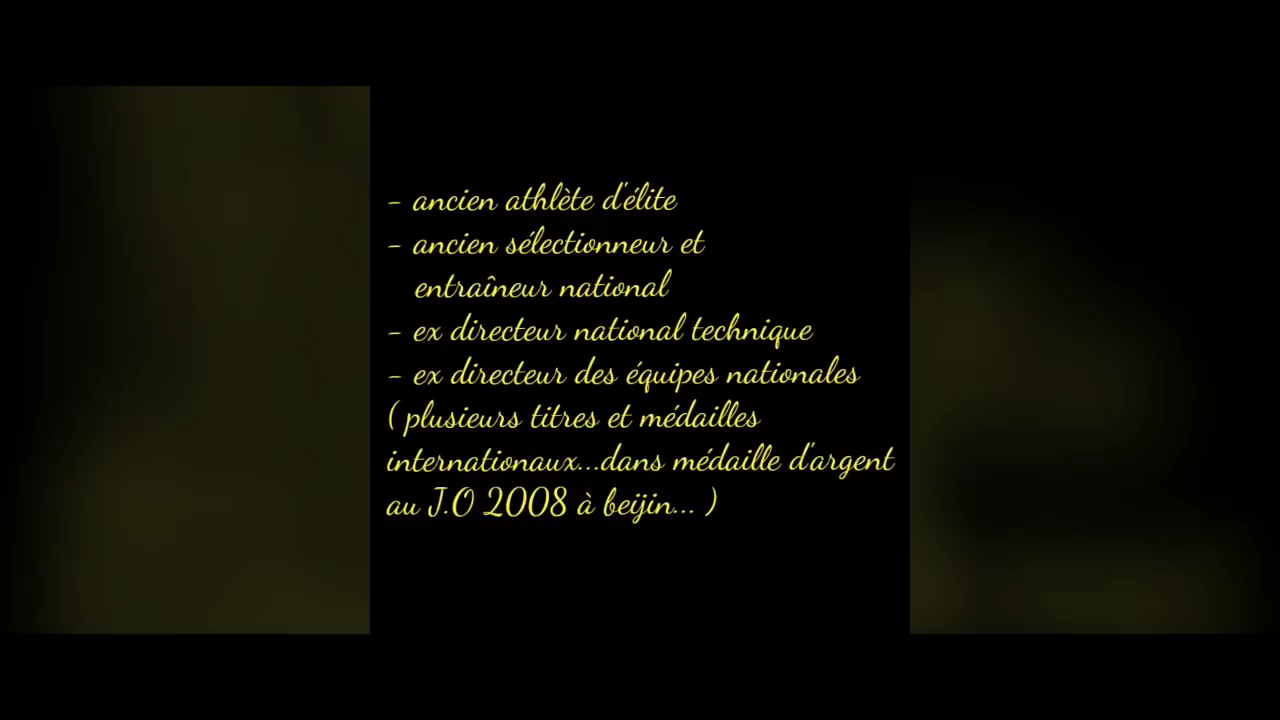 - ancien athlète d'élite
- ancien sélectionneur et
entraîneur national
- ex directeur national technique
- ex directeur des équipes nationales
( plusieurs titres et médailles
internationaux...dans médaille d'argent
au J.O 2008 à beijin... )